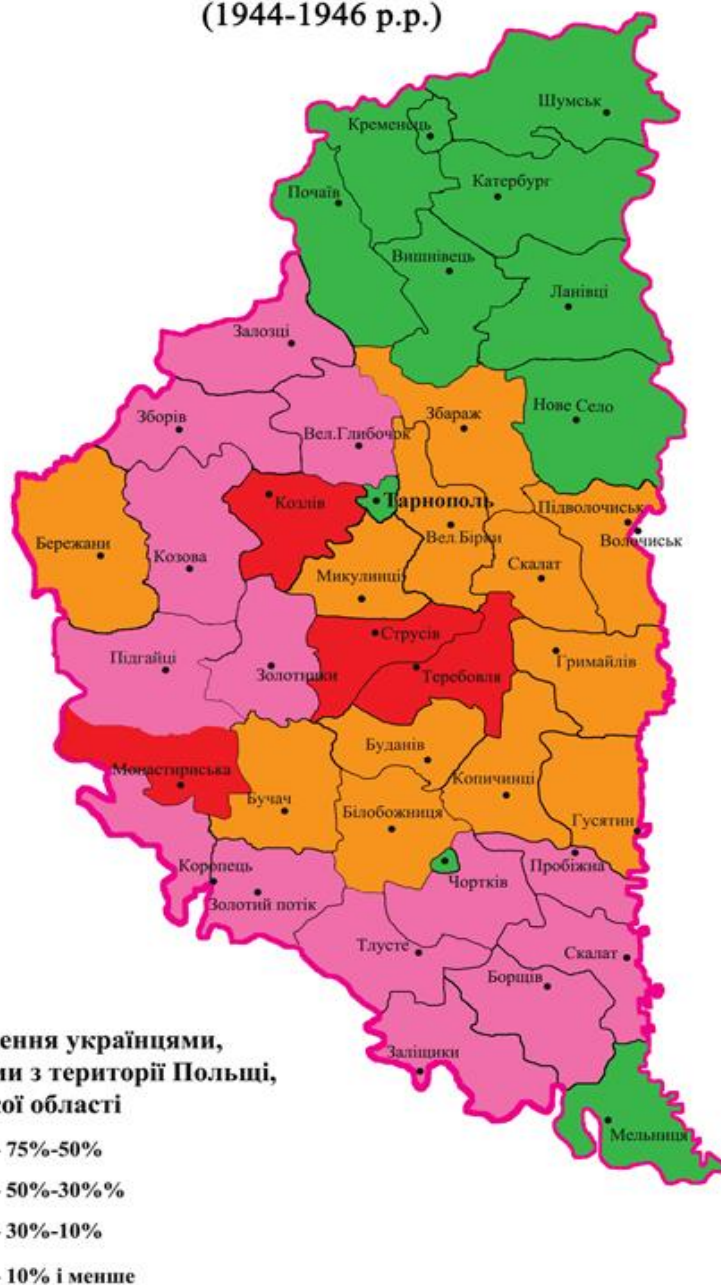 (1944-1946 р.р.)
Шумськ
Кременець
Катербург
Почаїв
Вишнівець
Ланівці
Залозці
Нове Село
Збараж
Зборів
Вел.Глибочок
Козлів
Тарнополь
Підволочиськ
Вел.Бірки
Волочиськ
Бережани
Козова
Скалат
Микулинці
Струсів
Гримайлів
Підгайці
Золотники
Теребовля
Буданів
Монастириська
Копичинці
Бучач
Білобожниця
Гусятин
Коропець
Пробіжна
Чортків
Золотий потік
Тлусте
Скалат
Борщів
Заліщики
Мельниця
ення українцями,
ми з території Польщі,
ої області
75%-50%
50%-30%%
30%-10%
10% і менше